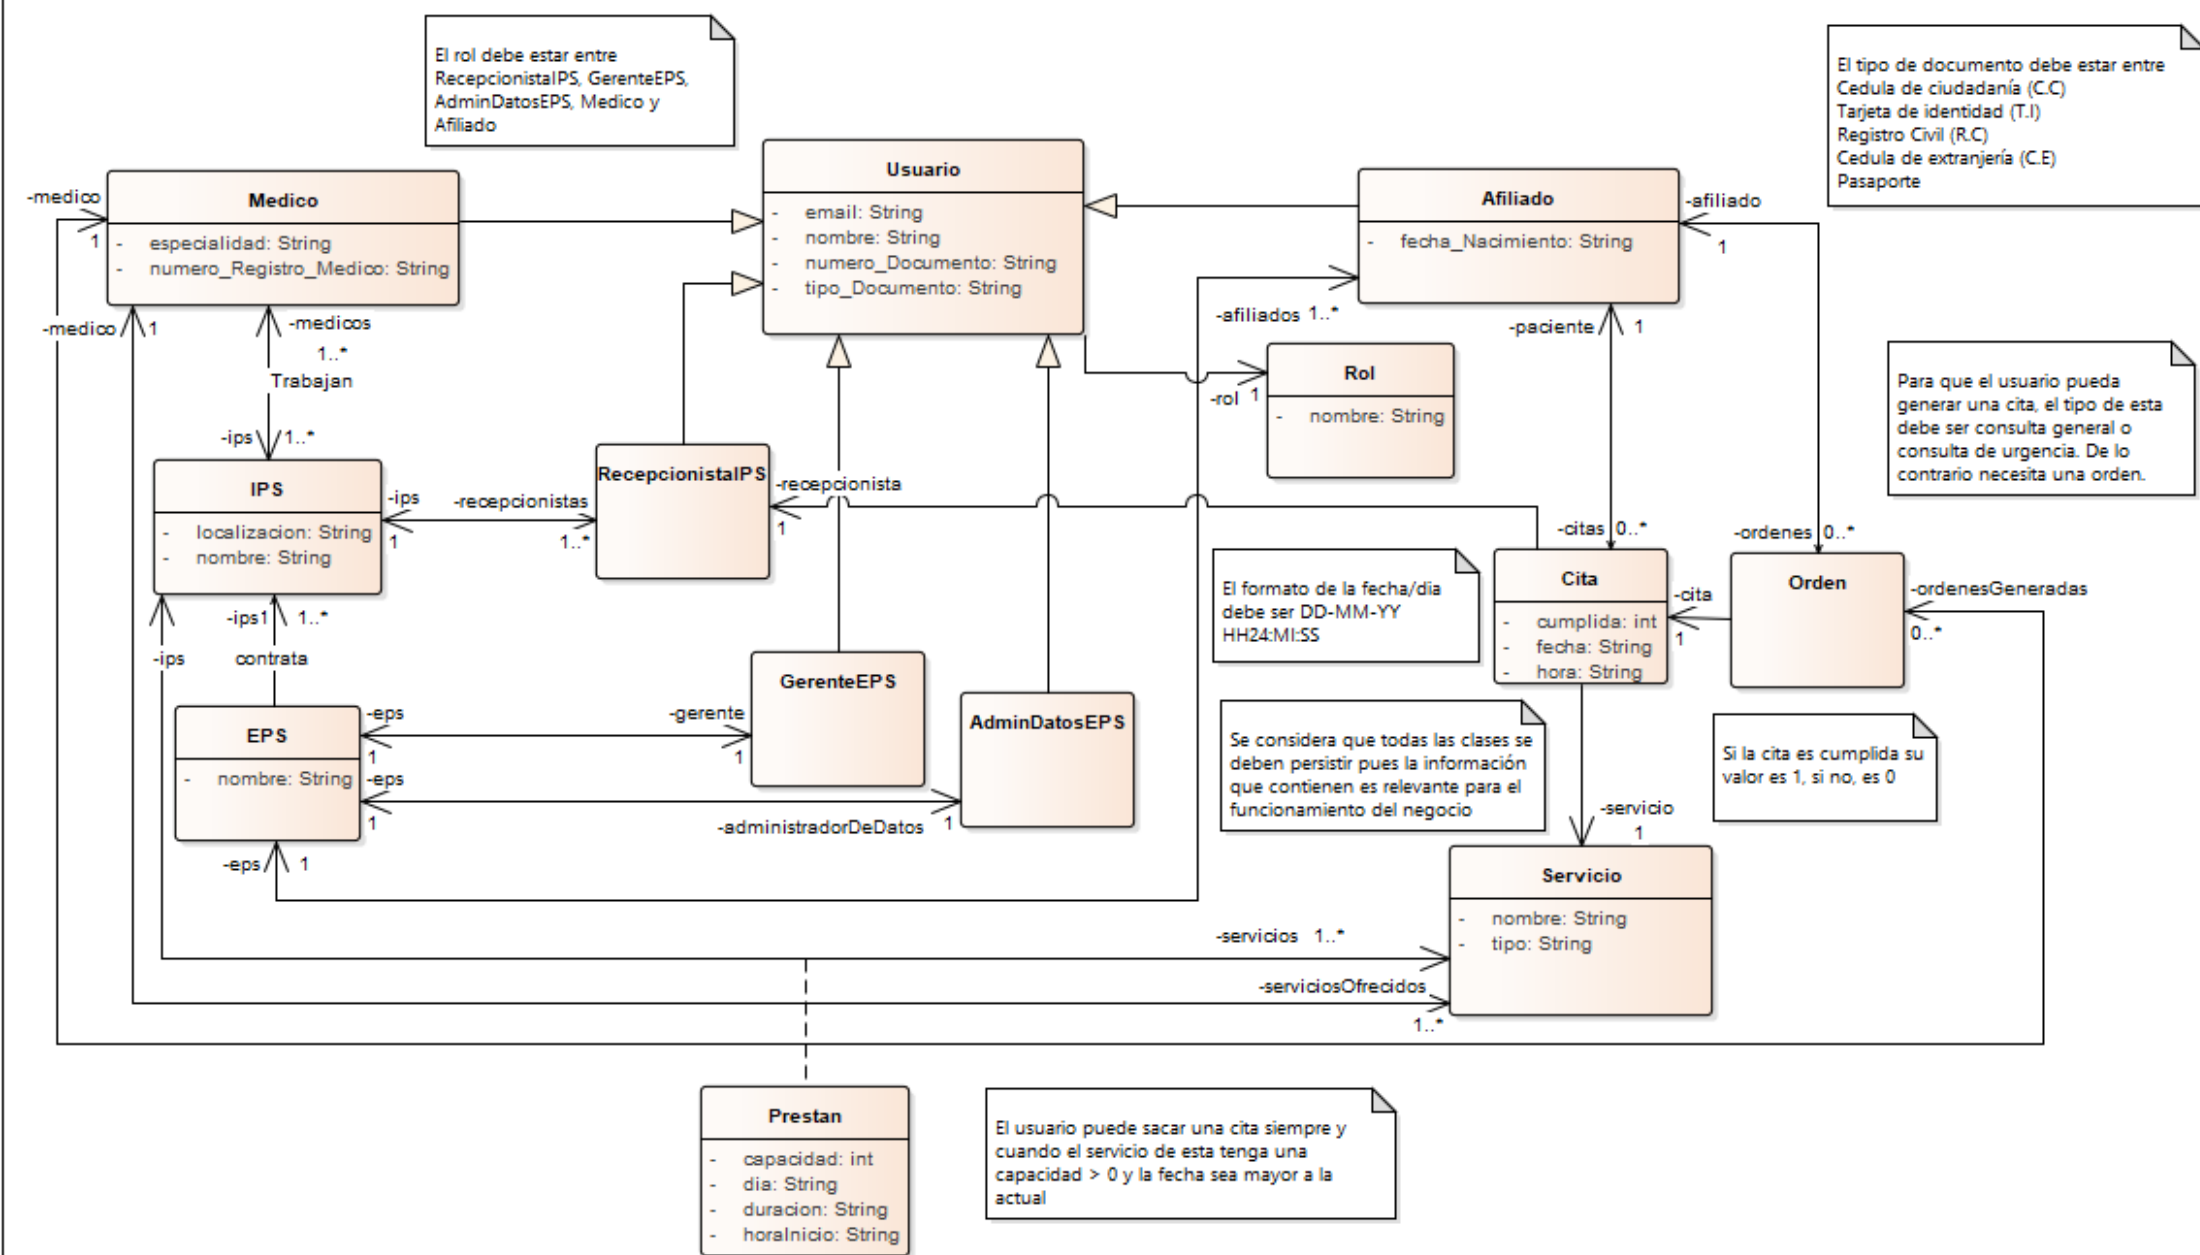 El rol debe estar entre
RecepcionistaIPS, GerenteEPS,
AdminDatosEPS, Medico y
Afiliado
El tipo de documento debe estar entre
Cedula de ciudadanía (C.C)
Tarjeta de identidad (T.I)
Registro Civil (R.C)
Cedula de extranjería (C.E)
Pasaporte
Usuario
- email: String
- nombre: String
- numero_Documento: String
- tipo_Documento: String
Medico
- especialidad: String
- numero_Registro_Medico: String
-medico
1
Afiliado
- fecha_Nacimiento: String
-afiliado
1
-medico 1
-medicos
1..*
Trabajan
-ips 1..*
-afiliados 1..*
-paciente 1
Rol
- nombre: String
-rol 1
Para que el usuario pueda
generar una cita, el tipo de esta
debe ser consulta general o
consulta de urgencia. De lo
contrario necesita una orden.
IPS
- localizacion: String
- nombre: String
-ips
1
-recepcionistas
1..*
RecepcionistaIPS
-recepcionista
1
-citas 0..*
-ordenes 0..*
El formato de la fecha/dia
debe ser DD-MM-YY
HH24:MI:SS
Cita
- cumplida: int
- fecha: String
- hora: String
-cita
1
Orden
-ordenesGeneradas
0..*
-ips1 1..*
-ips
contrata
GerenteEPS
AdminDatosEPS
EPS
- nombre: String
-eps
1
-gerente
1
-eps
1
-administradorDeDatos 1
-eps 1
Se considera que todas las clases se
deben persistir pues la información
que contienen es relevante para el
funcionamiento del negocio
Si la cita es cumplida su
valor es 1, si no, es 0
-servicio
1
Servicio
- nombre: String
- tipo: String
-servicios 1..*
-serviciosOfrecidos
1..*
Prestan
- capacidad: int
- dia: String
- duracion: String
- horaInicio: String
El usuario puede sacar una cita siempre y
cuando el servicio de esta tenga una
capacidad > 0 y la fecha sea mayor a la
actual